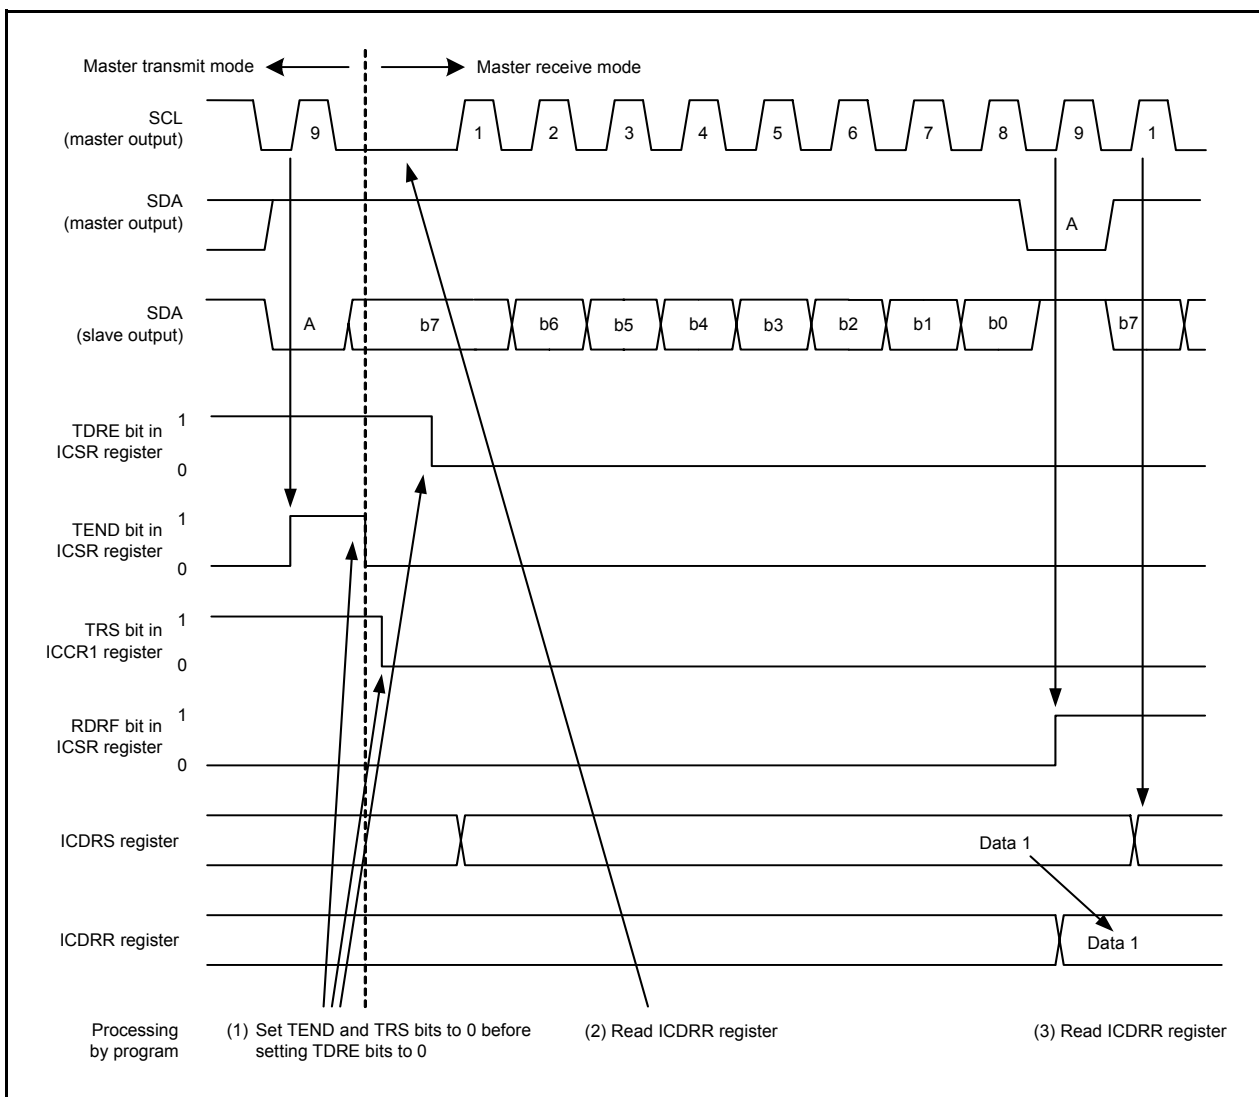 Master transmit mode
Master receive mode
SCL
(master output)
9
1
2
3
4
5
6
7
8
9
1
SDA
(master output)
A
SDA
(slave output)
A
b7
b6
b5
b4
b3
b2
b1
b0
b7
TDRE bit in
ICSR register
1
0
TEND bit in
ICSR register
1
0
TRS bit in
ICCR1 register
1
0
RDRF bit in
ICSR register
1
0
ICDRS register
Data 1
ICDRR register
Data 1
Processing
by program
(1) Set TEND and TRS bits to 0 before
setting TDRE bits to 0
(2) Read ICDRR register
(3) Read ICDRR register